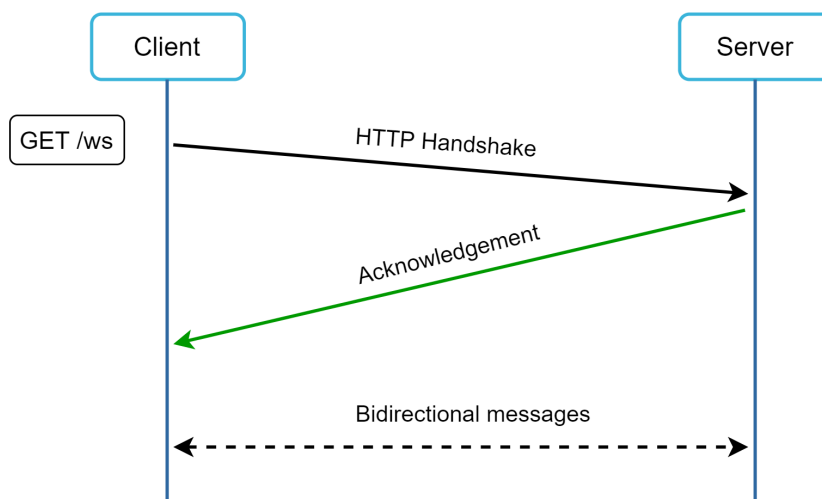 Client
Server
GET /ws
HTTP Handshake
Acknowledgement
Bidirectional messages